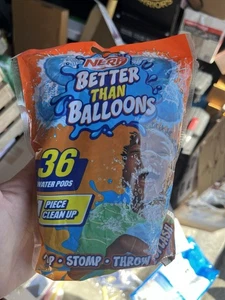 NERF
BETTER
THAN
BALLOONS
36
WATER PODS
PIECE
CLEAN UP
STOMP • THROW